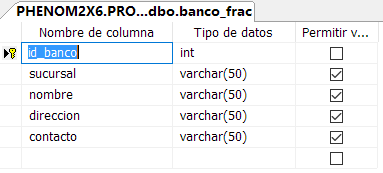 PHENOM2X6.PRO...dbo.banco_frac
Nombre de columna Tipo de datos Permitir v...
id_banco int
sucursal varchar(50)
nombre varchar(50)
direccion varchar(50)
contacto varchar(50)